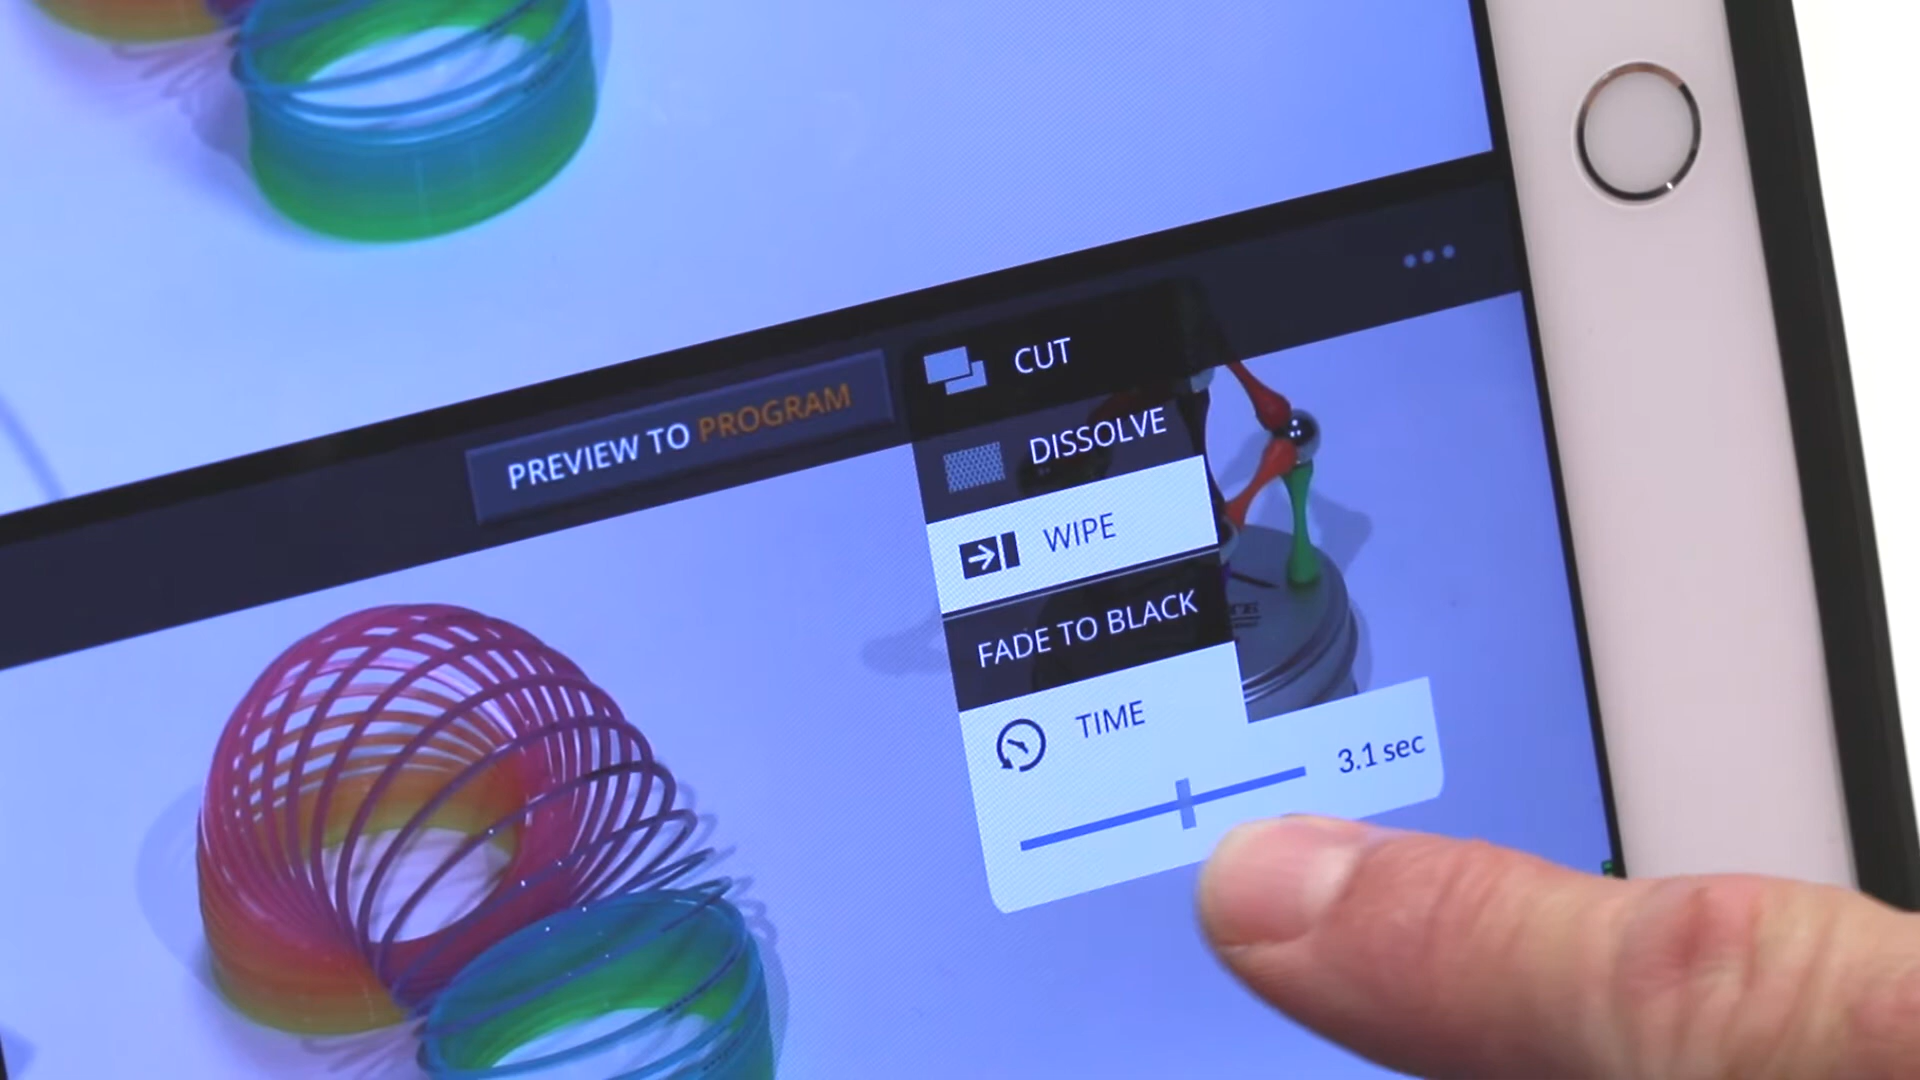 CUT
PREVIEW TO PROGRAM
DISSOLVE
WIPE
FADE TO BLACK
TIME
3.1 sec